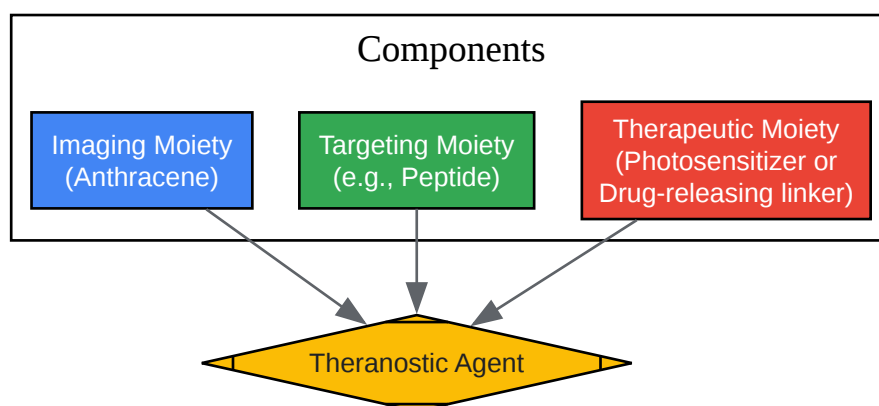 Components
Imaging Moiety
(Anthracene)
Targeting Moiety
(e.g., Peptide)
Therapeutic Moiety
(Photosensitizer or
Drug-releasing linker)
Theranostic Agent